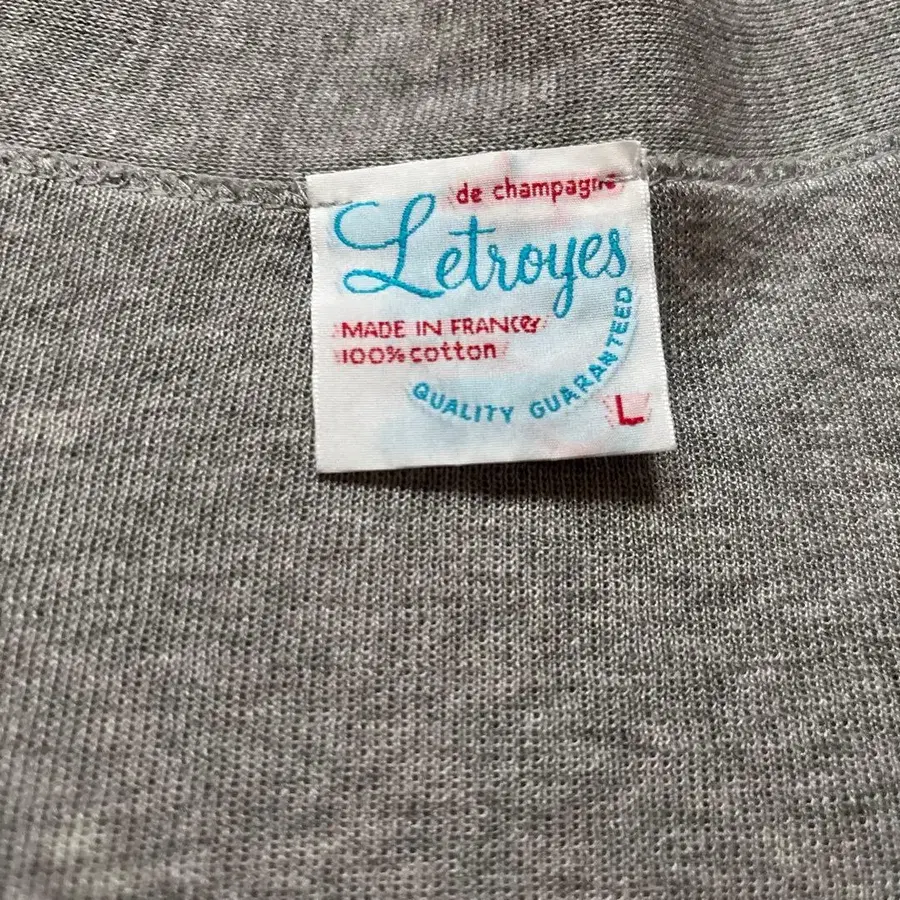 de champagne
Letroyes
MADE IN FRANCE
100% cotton
QUALITY GUARANTEED
L